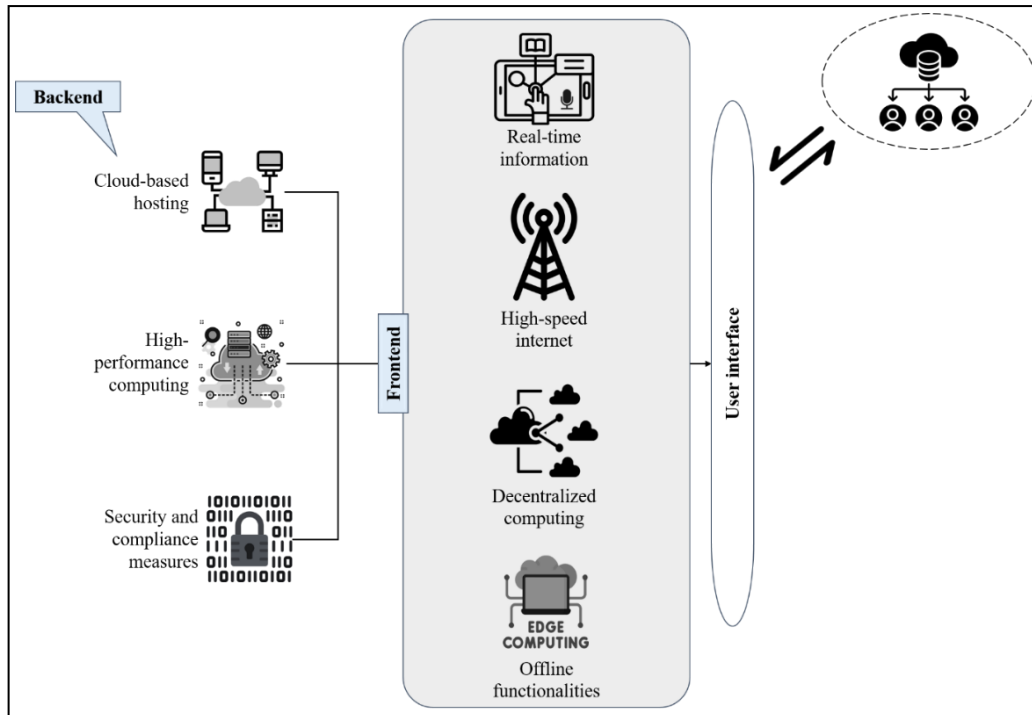 Backend
Cloud-based
hosting
High-
performance
computing
Security and
compliance
measures
Frontend
Real-time
information
High-speed
internet
Decentralized
computing
EDGE
COMPUTING
Offline
functionalities
User interface